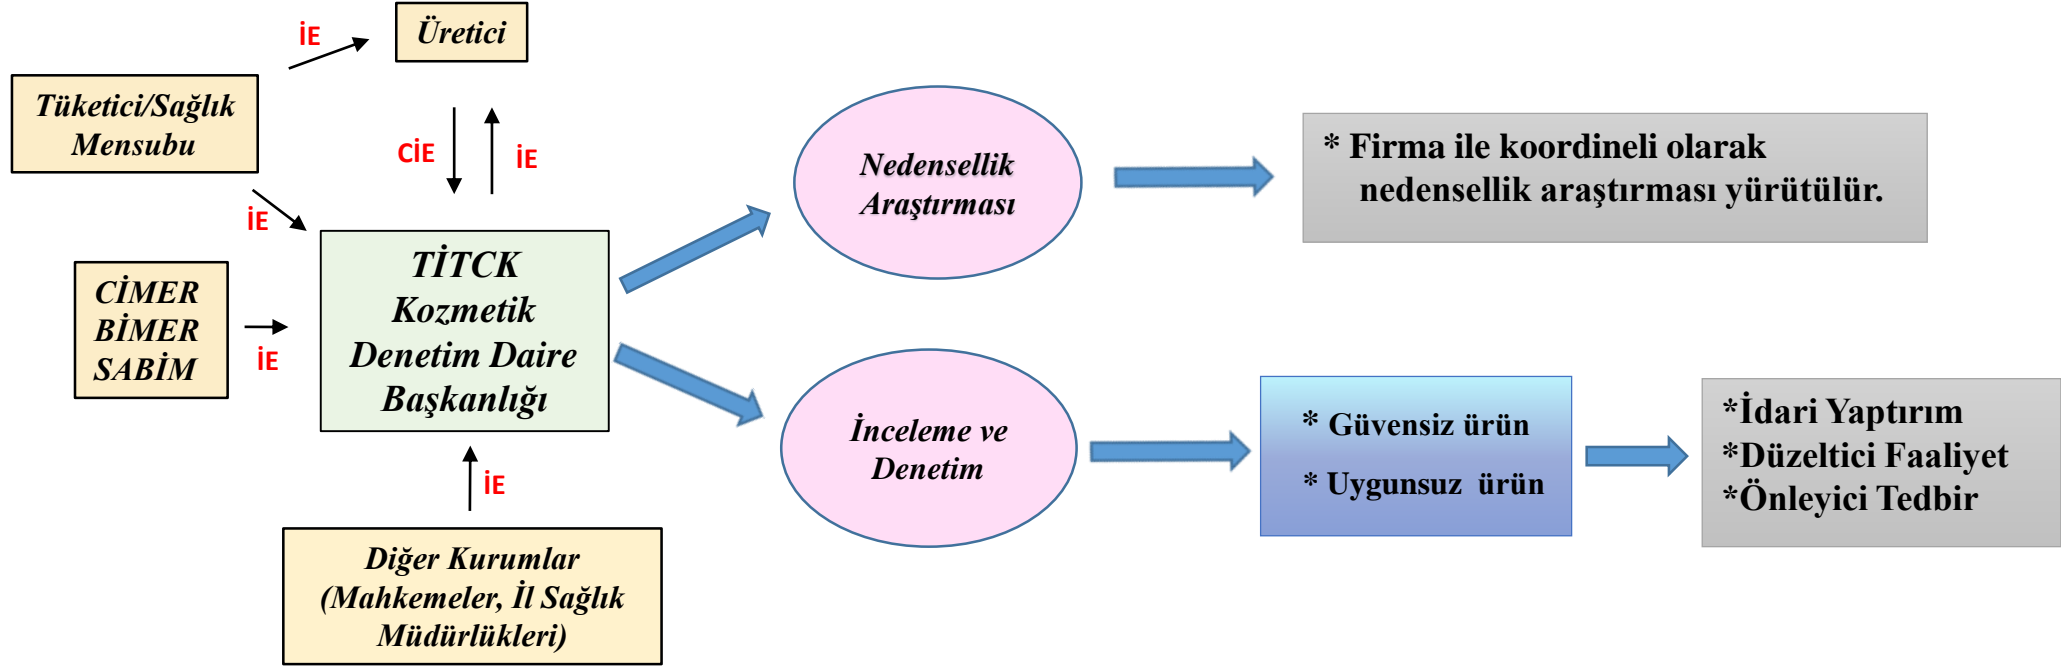 İE
Üretici
Tüketici/Sağlık
Mensubu
CİE
İE
İE
TİTCK
Kozmetik
Denetim Daire
Başkanlığı
CİMER
BİMER
SABİM
İE
İE
Diğer Kurumlar
(Mahkemeler, İl Sağlık
Müdürlükleri)
Nedensellik
Araştırması
* Firma ile koordineli olarak
nedensellik araştırması yürütülür.
İnceleme ve
Denetim
* Güvensiz ürün
* Uygunsuz ürün
*İdari Yaptırım
*Düzeltici Faaliyet
*Önleyici Tedbir